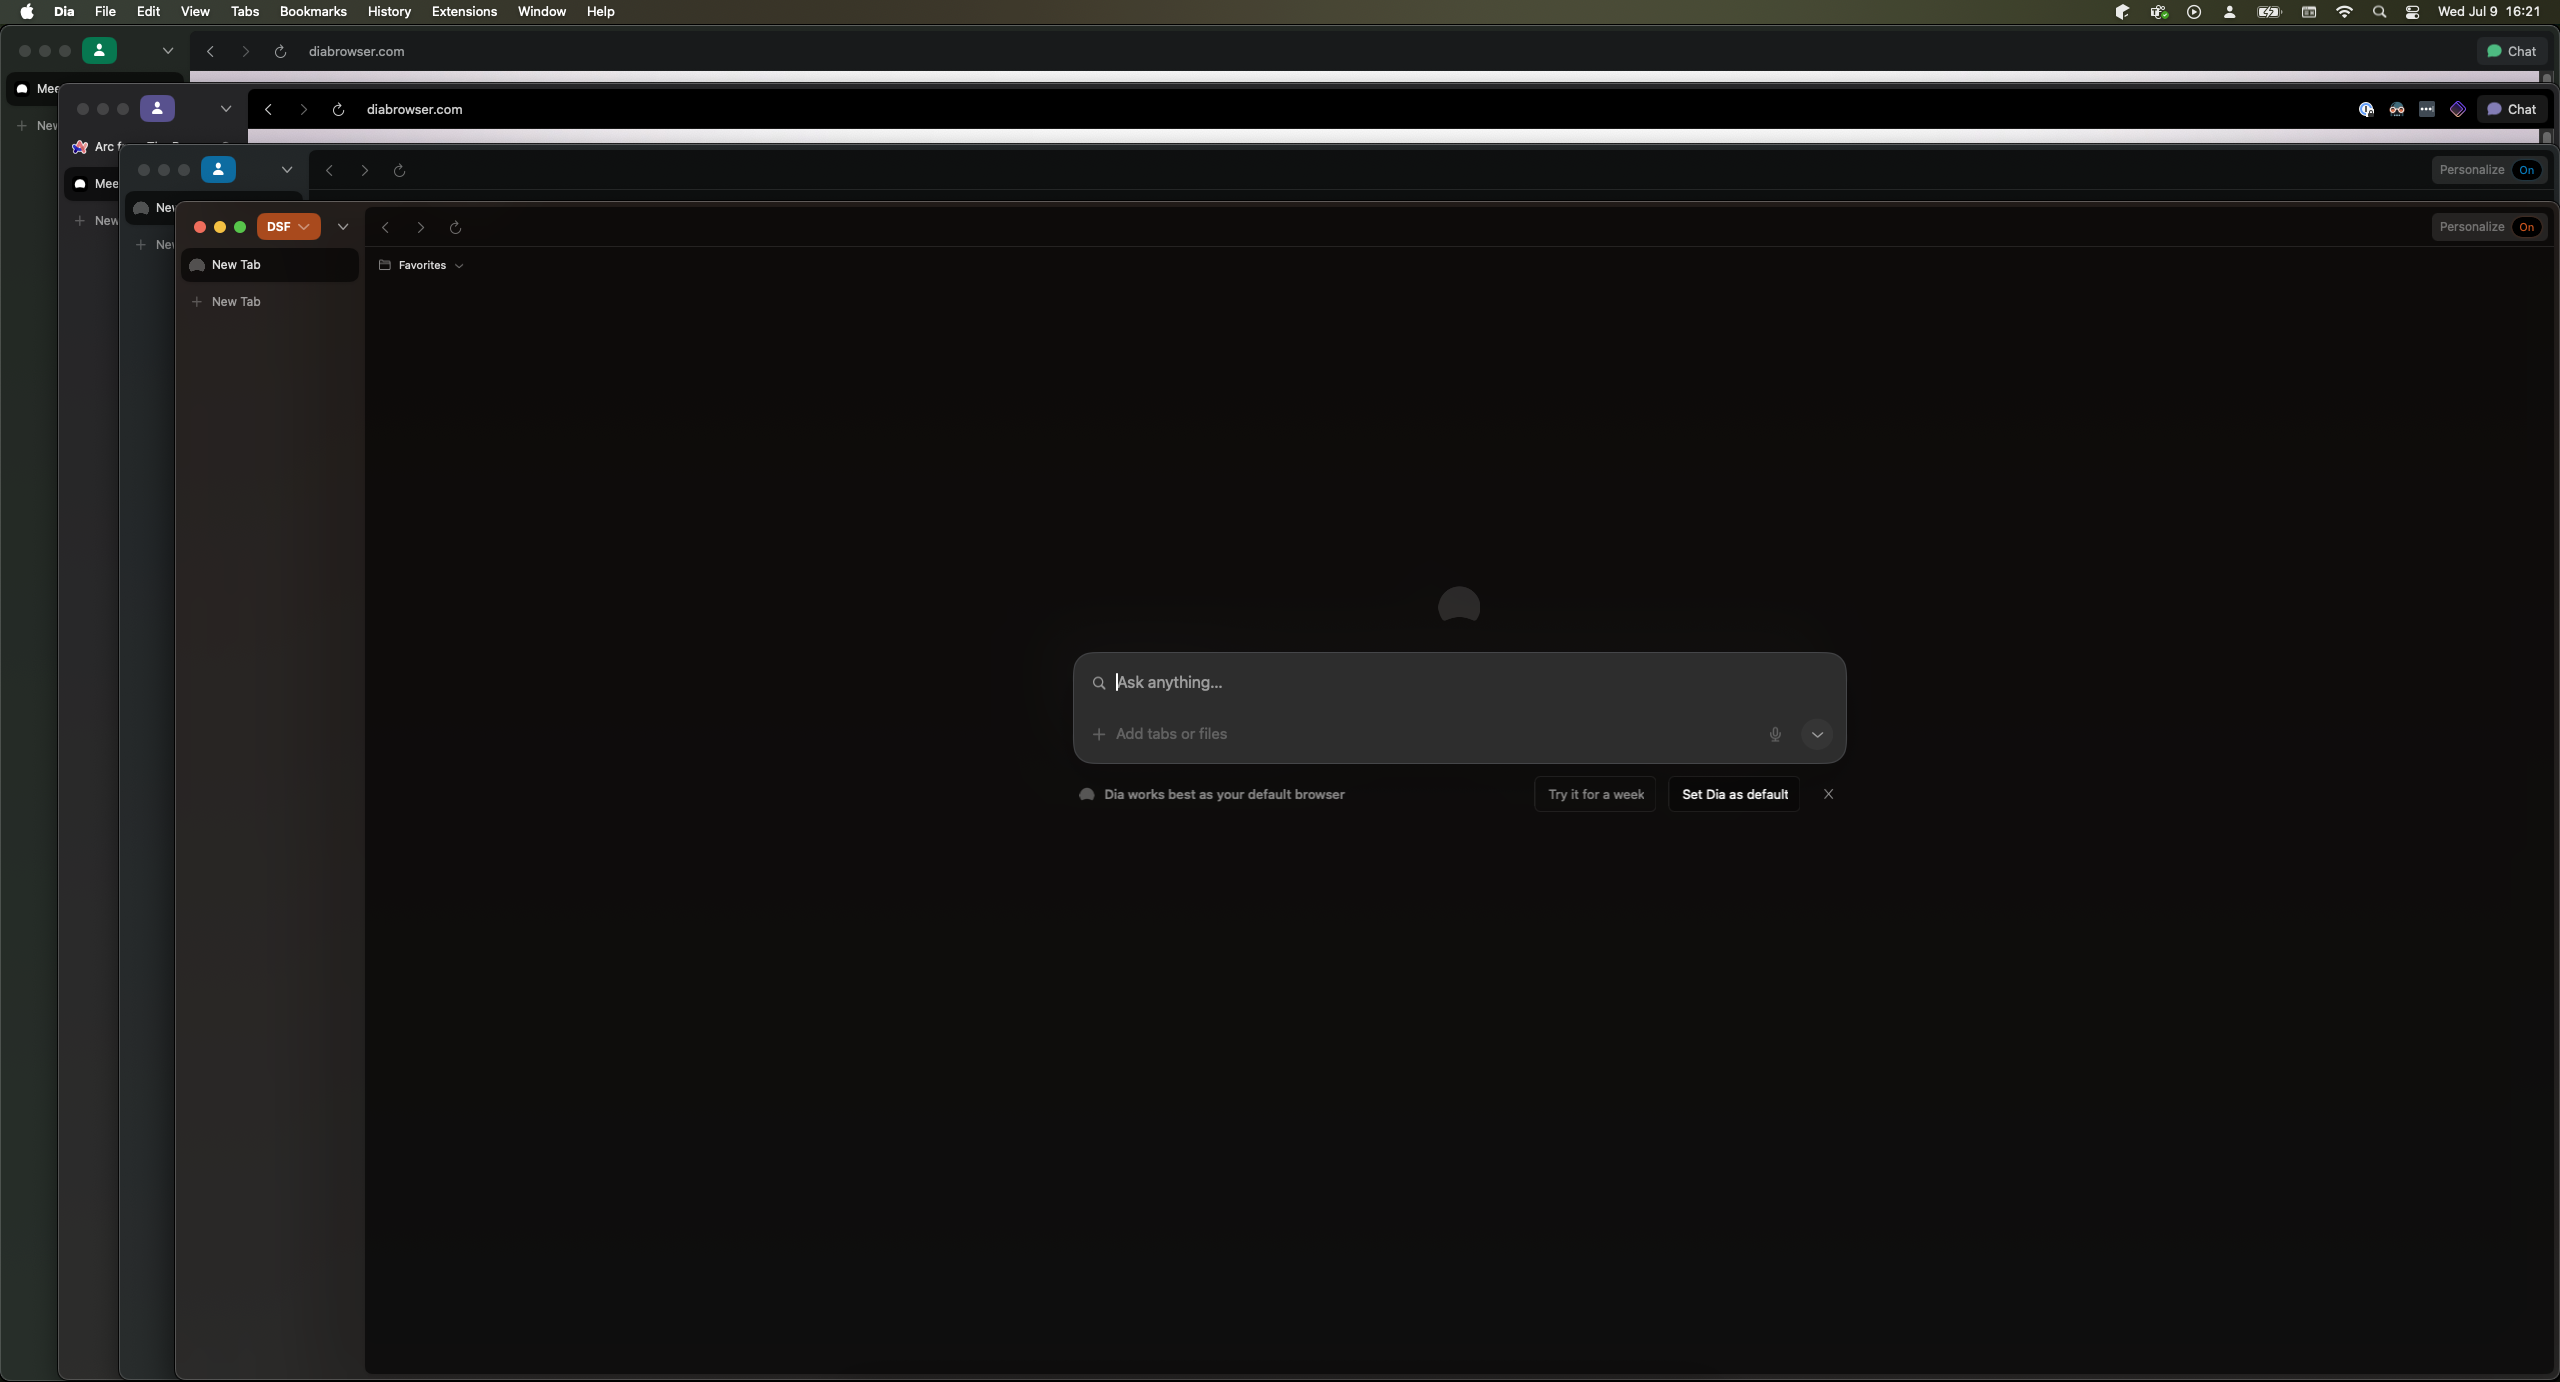 Dia File Edit View Tabs Bookmarks History Extensions Window Help Wed Jul 9 16:21
diabrowser.com Chat
Mee
New
diabrowser.com Chat
Arc f
Mee
New
Personalize On
New
New
DSF Personalize On
New Tab Favorites
New Tab
Ask anything...
Add tabs or files
Dia works best as your default browser Try it for a week Set Dia as default